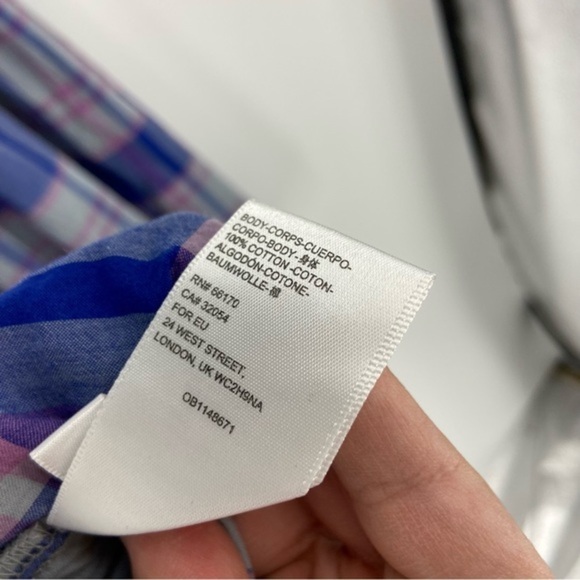 BODY-CORPS-CUERPO-
CORPO-BODY-身体
100% COTTON-COTON-
ALGODÓN-COTONE-
BAUMWOLLE-棉
RN# 66170
CA# 32054
FOR EU
24 WEST STREET,
LONDON, UK WC2H9NA
OB1148671